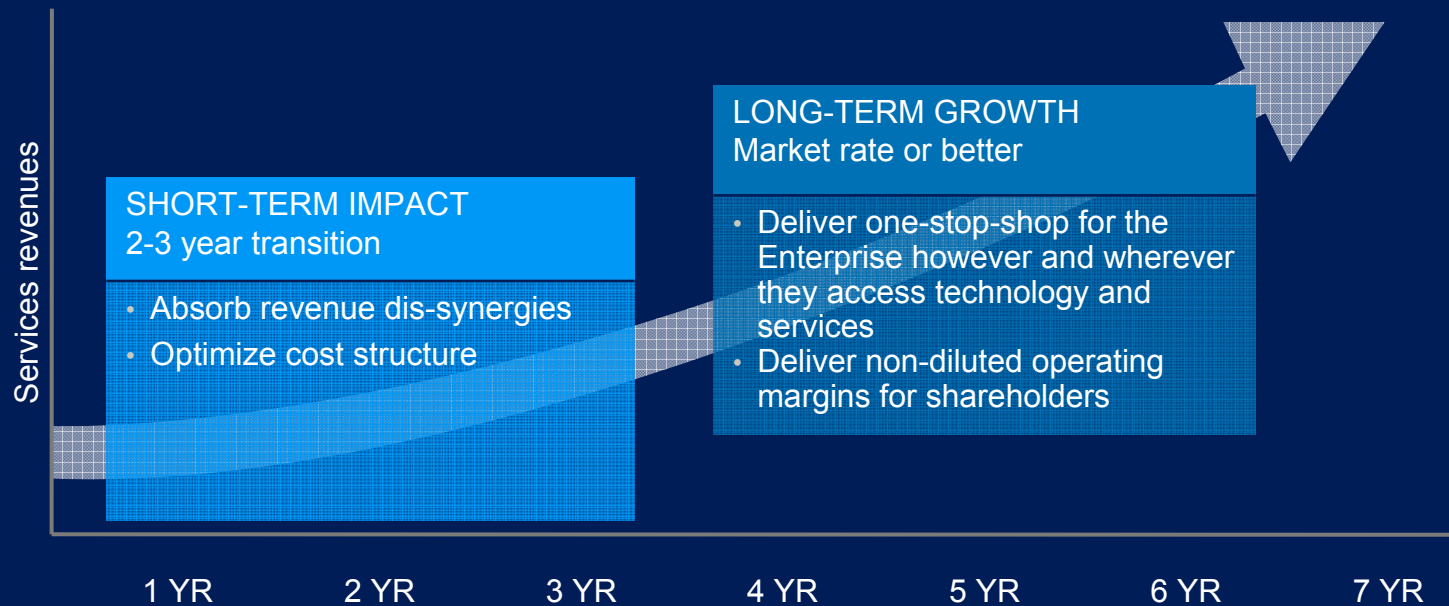 Services revenues
SHORT-TERM IMPACT
2-3 year transition
• Absorb revenue dis-synergies
• Optimize cost structure
LONG-TERM GROWTH
Market rate or better
• Deliver one-stop-shop for the
Enterprise however and wherever
they access technology and
services
• Deliver non-diluted operating
margins for shareholders
1 YR 2 YR 3 YR 4 YR 5 YR 6 YR 7 YR